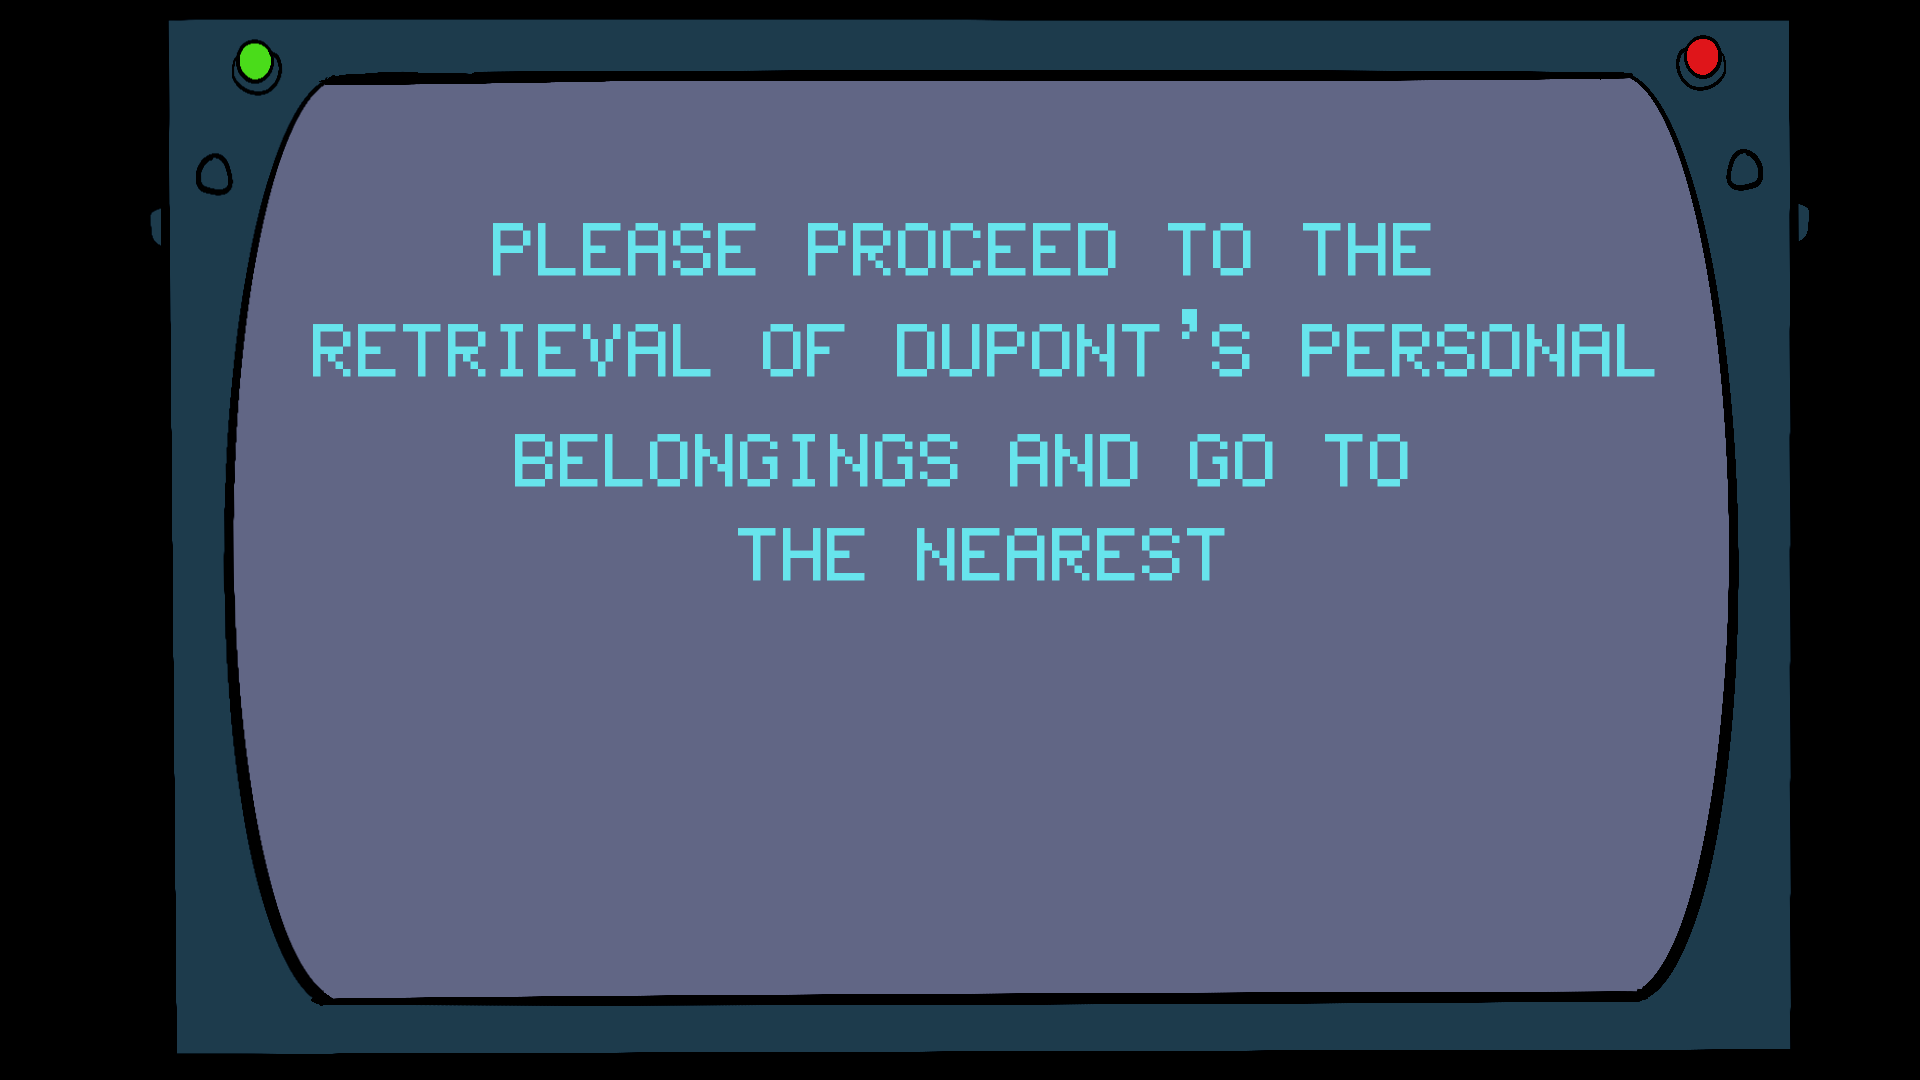 PLEASE PROCEED TO THE
RETRIEVAL OF DUPONT'S PERSONAL
BELONGINGS AND GO TO
THE NEAREST